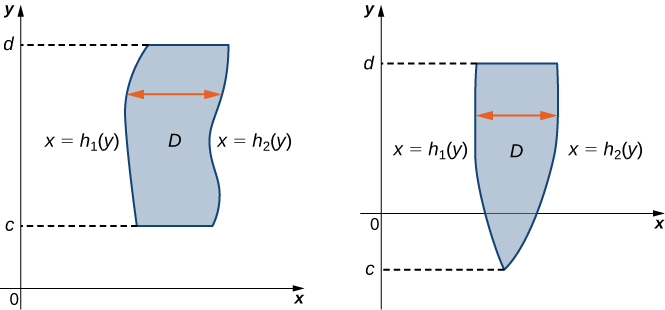 y
d
x = h₁(y)
D
x = h₂(y)
c
0
x
y
d
x = h₁(y)
D
x = h₂(y)
0
x
c